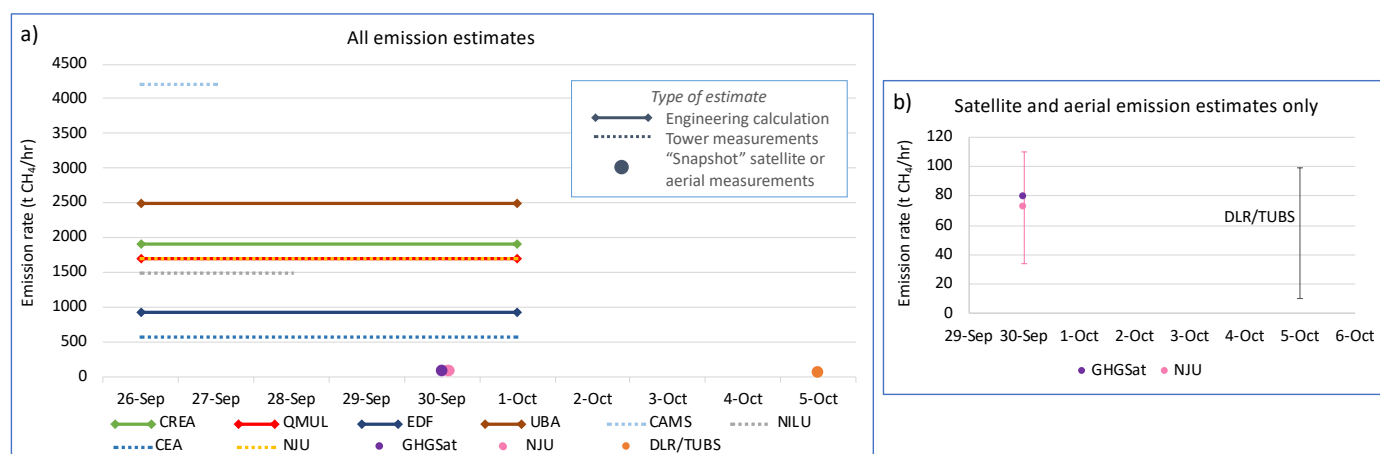 a)
All emission estimates
Emission rate (t CH₄/hr)
4500
4000
3500
3000
2500
2000
1500
1000
500
0
Type of estimate
Engineering calculation
Tower measurements
“Snapshot” satellite or
aerial measurements
26-Sep 27-Sep 28-Sep 29-Sep 30-Sep 1-Oct 2-Oct 3-Oct 4-Oct 5-Oct
CREA QMUL EDF UBA CAMS NILU
CEA NJU GHGSat NJU DLR/TUBS
b)
Satellite and aerial emission estimates only
Emission rate (t CH₄/hr)
120
100
80
60
40
20
0
DLR/TUBS
29-Sep 30-Sep 1-Oct 2-Oct 3-Oct 4-Oct 5-Oct 6-Oct
GHGSat NJU